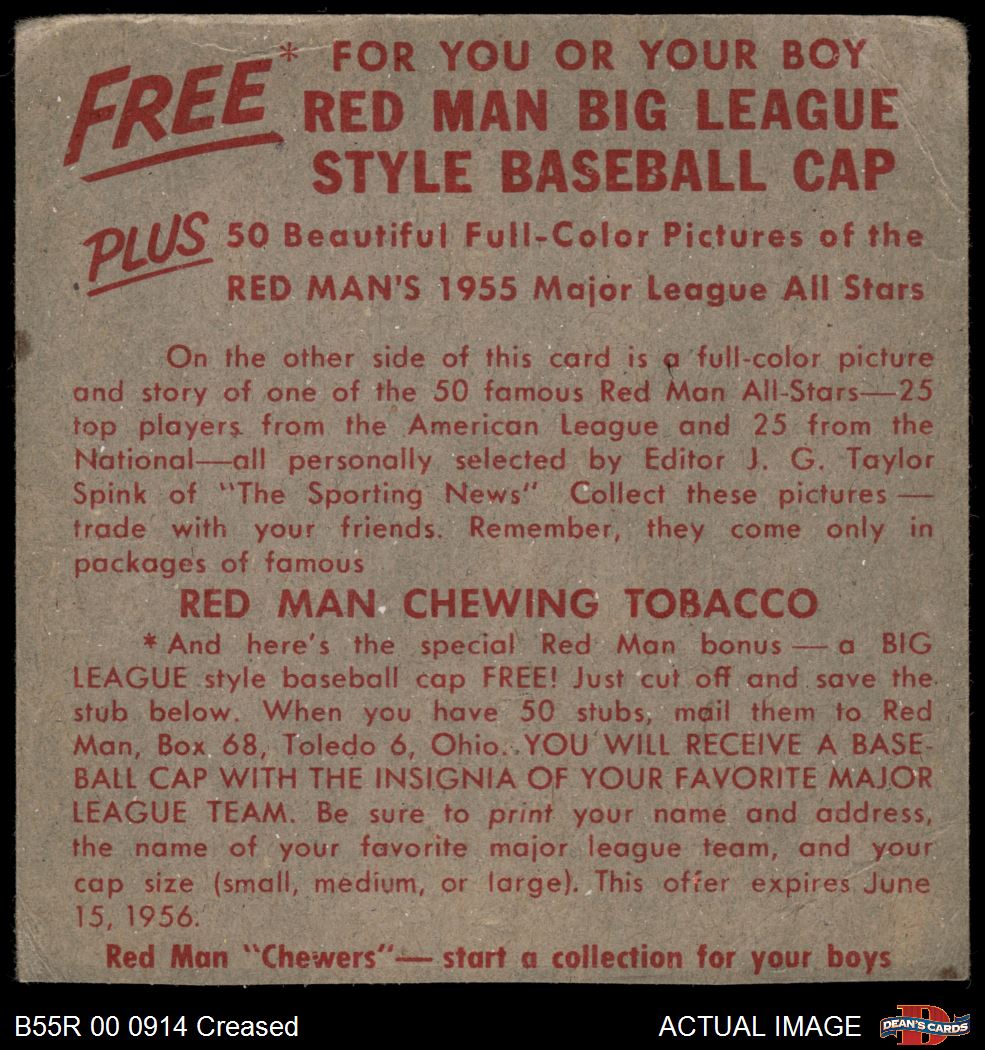 FREE* FOR YOU OR YOUR BOY
RED MAN BIG LEAGUE
STYLE BASEBALL CAP
PLUS 50 Beautiful Full-Color Pictures of the
RED MAN'S 1955 Major League All Stars
On the other side of this card is a full-color picture
and story of one of the 50 famous Red Man All-Stars—25
top players from the American League and 25 from the
National—all personally selected by Editor J. G. Taylor
Spink of "The Sporting News" Collect these pictures —
trade with your friends. Remember, they come only in
packages of famous
RED MAN CHEWING TOBACCO
* And here's the special Red Man bonus — a BIG
LEAGUE style baseball cap FREE! Just cut off and save the
stub below. When you have 50 stubs, mail them to Red
Man, Box 68, Toledo 6, Ohio. YOU WILL RECEIVE A BASE-
BALL CAP WITH THE INSIGNIA OF YOUR FAVORITE MAJOR
LEAGUE TEAM. Be sure to print your name and address,
the name of your favorite major league team, and your
cap size (small, medium, or large). This offer expires June
15, 1956.
Red Man "Chewers"— start a collection for your boys
B55R 00 0914 Creased
ACTUAL IMAGE
D
DEAN'S CARDS